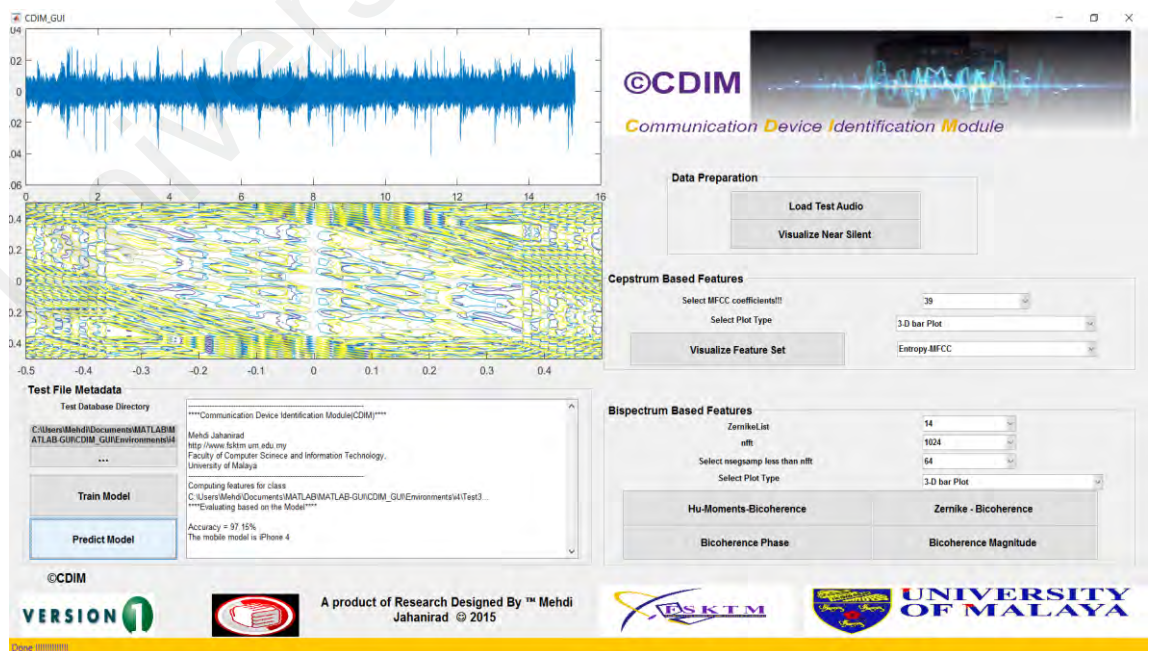 CDIM_GUI
04
02
0
.02
.04
.06
0 2 4 6 8 10 12 14 16
0.4
0.2
0
0.2
0.4
-0.5 -0.4 -0.3 -0.2 -0.1 0 0.1 0.2 0.3 0.4
©CDIM
Communication Device Identification Module
Data Preparation
Load Test Audio
Visualize Near Silent
Cepstrum Based Features
Select MFCC coefficients!!! 39
Select Plot Type 3-D bar Plot
Visualize Feature Set Entropy-MFCC
Test File Metadata
Test Database Directory
C:\Users\Mehdi\Documents\MATLAB\M
ATLAB-GUI\CDIM_GUI\Environments\i4
...
Train Model
Predict Model
****Communication Device Identification Module(CDIM)****
Mehdi Jahanirad
http://www.fsktm.um.edu.my
Faculty of Computer Scinece and Information Technology,
University of Malaya
Computing features for class
C:\Users\Mehdi\Documents\MATLAB\MATLAB-GUI\CDIM_GUI\Environments\i4\Test3...
****Evaluating based on the Model****
Accuracy = 97.15%
The mobile model is iPhone 4
Bispectrum Based Features
ZernikeList 14
nfft 1024
Select nsegsamp less than nfft 64
Select Plot Type 3-D bar Plot
Hu-Moments-Bicoherence Zernike - Bicoherence
Bicoherence Phase Bicoherence Magnitude
©CDIM
VERSION 1
A product of Research Designed By ™ Mehdi
Jahanirad © 2015
FSKTM
UNIVERSITY
OF MALAYA